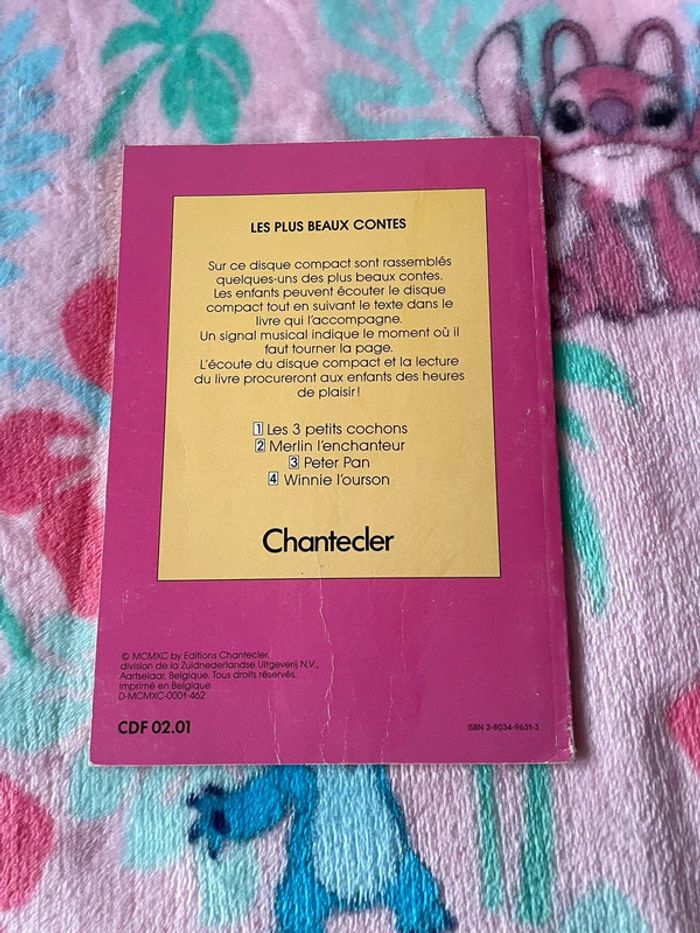 LES PLUS BEAUX CONTES
Sur ce disque compact sont rassemblés
quelques-uns des plus beaux contes.
Les enfants peuvent écouter le disque
compact tout en suivant le texte dans le
livre qui l'accompagne.
Un signal musical indique le moment où il
faut tourner la page.
L'écoute du disque compact et la lecture
du livre procureront aux enfants des heures
de plaisir!
1 Les 3 petits cochons
2 Merlin l'enchanteur
3 Peter Pan
4 Winnie l'ourson
Chantecler
© MCMXC by Editions Chantecler,
division de la Zuidnederlandse Uitgeverij N.V.,
Aartselaar, Belgique. Tous droits réservés.
Imprimé en Belgique.
D-MCMXC-0001-462
CDF 02.01
ISBN 2-8034-9631-3